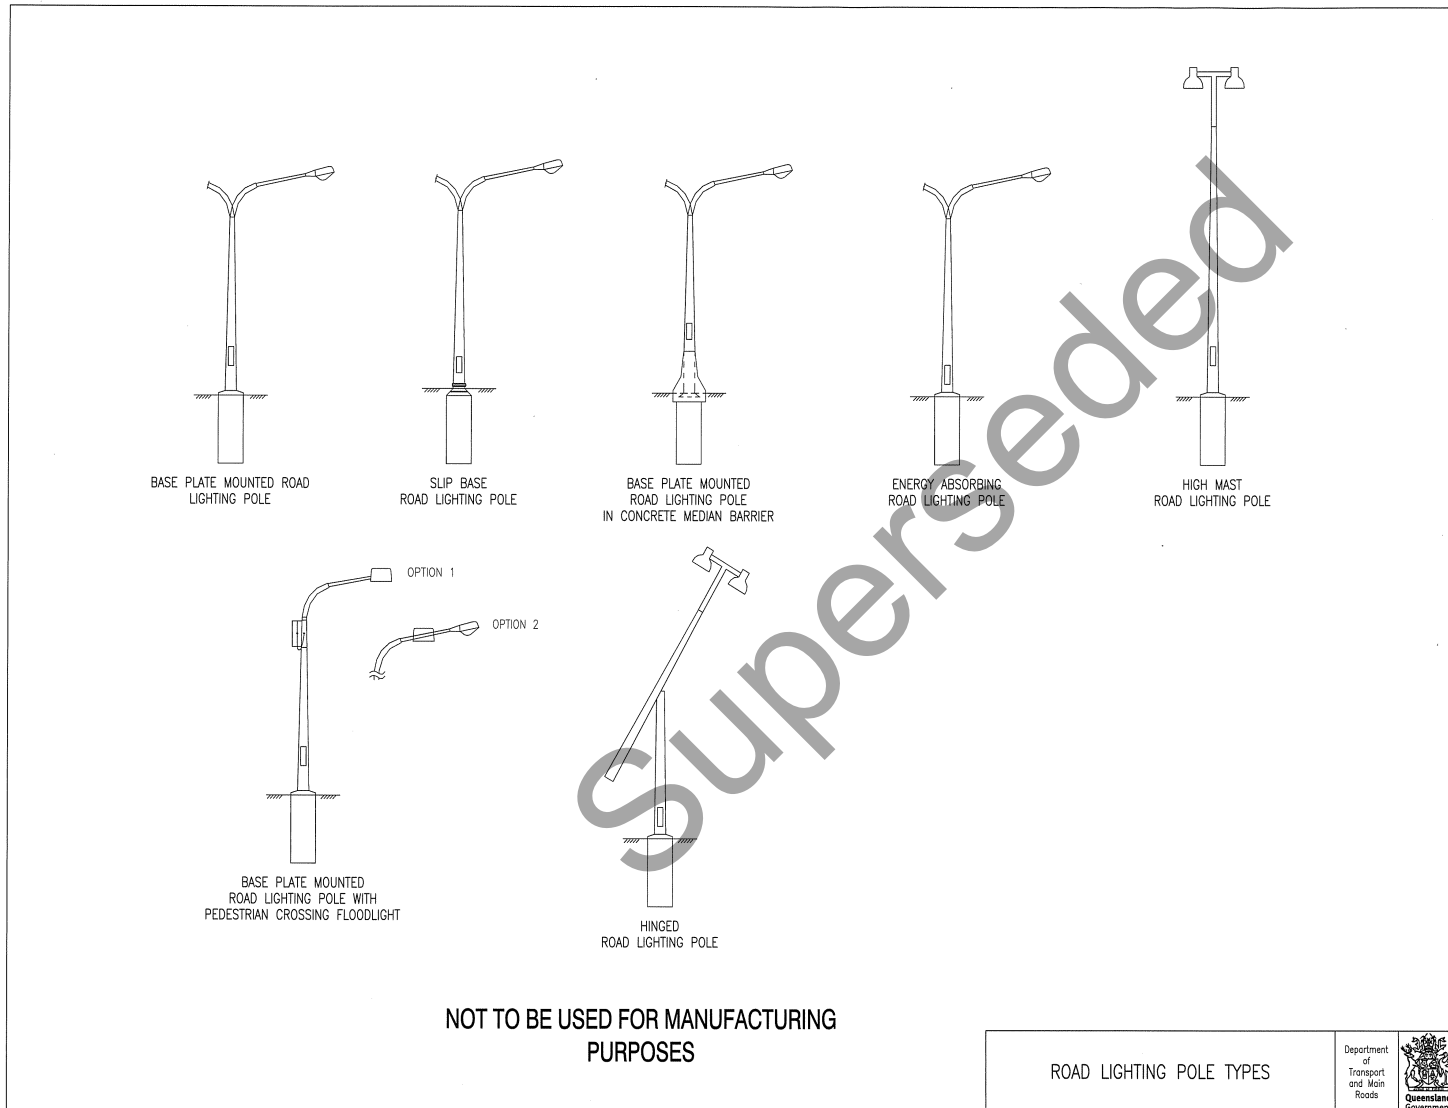 BASE PLATE MOUNTED ROAD
LIGHTING POLE
SLIP BASE
ROAD LIGHTING POLE
BASE PLATE MOUNTED
ROAD LIGHTING POLE
IN CONCRETE MEDIAN BARRIER
ENERGY ABSORBING
ROAD LIGHTING POLE
HIGH MAST
ROAD LIGHTING POLE
OPTION 1
OPTION 2
BASE PLATE MOUNTED
ROAD LIGHTING POLE WITH
PEDESTRIAN CROSSING FLOODLIGHT
HINGED
ROAD LIGHTING POLE
Superseded
NOT TO BE USED FOR MANUFACTURING
PURPOSES
ROAD LIGHTING POLE TYPES
Department
of
Transport
and Main
Roads
Queensland
Government